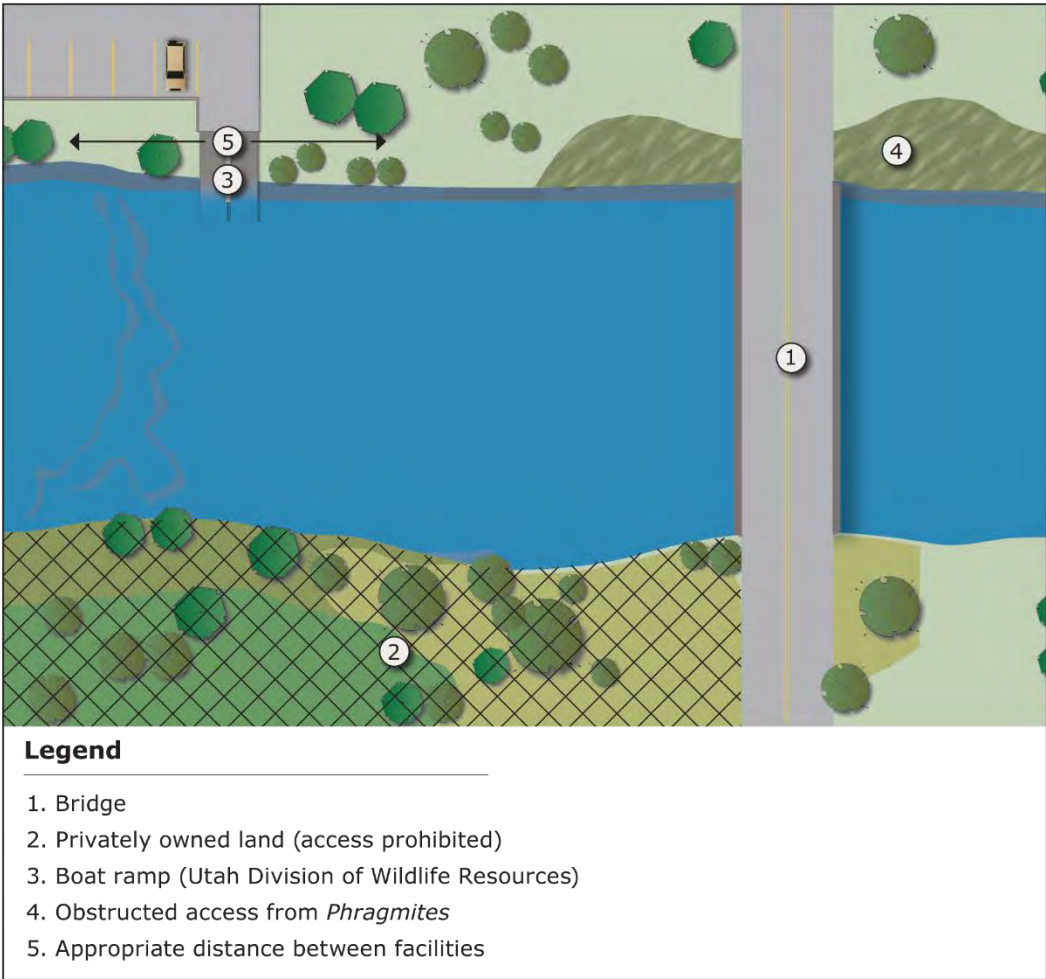 5
3
4
1
2
Legend
1. Bridge
2. Privately owned land (access prohibited)
3. Boat ramp (Utah Division of Wildlife Resources)
4. Obstructed access from Phragmites
5. Appropriate distance between facilities